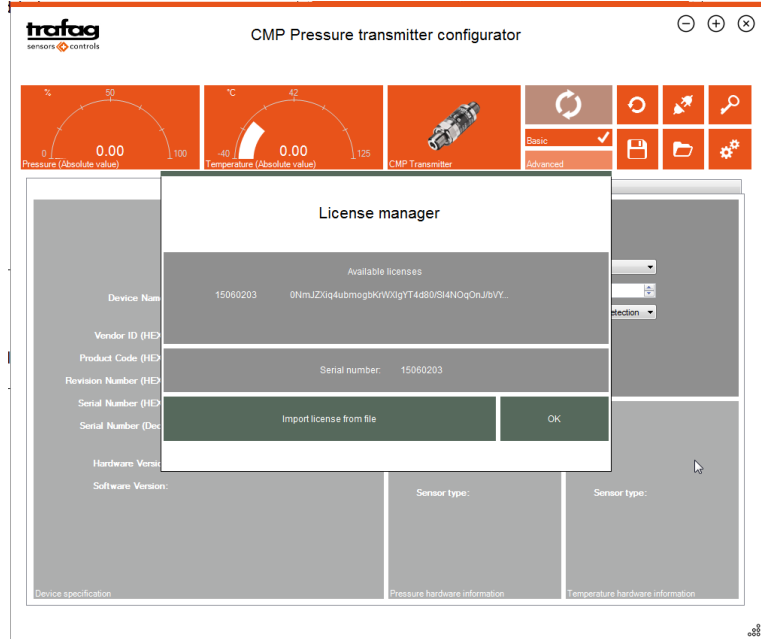 trafag
sensors controls
CMP Pressure transmitter configurator
%
50
0
0.00
100
Pressure (Absolute value)
°C
42
-40
0.00
125
Temperature (Absolute value)
CMP Transmitter
Basic
Advanced
License manager
Available licenses
15060203 0NmJZXiq4ubmogbKrWXlgYT4d80/Sl4NOqOnJ/bVY...
Serial number: 15060203
Import license from file
OK
Device Nam
Vendor ID (HEX
Product Code (HEX
Revision Number (HEX
Serial Number (HEX
Serial Number (Dec
Hardware Versio
Software Version:
Device specification
etection
Sensor type:
Pressure hardware information
Sensor type:
Temperature hardware information